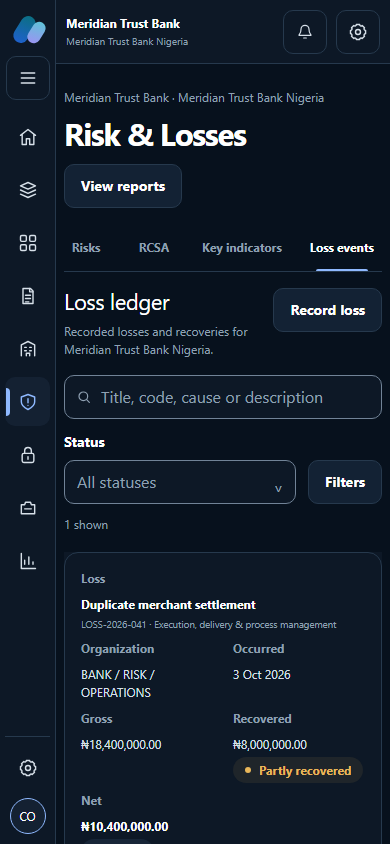 Meridian Trust Bank
Meridian Trust Bank Nigeria
Meridian Trust Bank · Meridian Trust Bank Nigeria
Risk & Losses
View reports
Risks
RCSA
Key indicators
Loss events
Loss ledger
Record loss
Recorded losses and recoveries for
Meridian Trust Bank Nigeria.
Title, code, cause or description
Status
All statuses
v
Filters
1 shown
Loss
Duplicate merchant settlement
LOSS-2026-041 · Execution, delivery & process management
Organization
Occurred
BANK / RISK /
OPERATIONS
3 Oct 2026
Gross
Recovered
₦18,400,000.00
₦8,000,000.00
Partly recovered
Net
₦10,400,000.00
CO